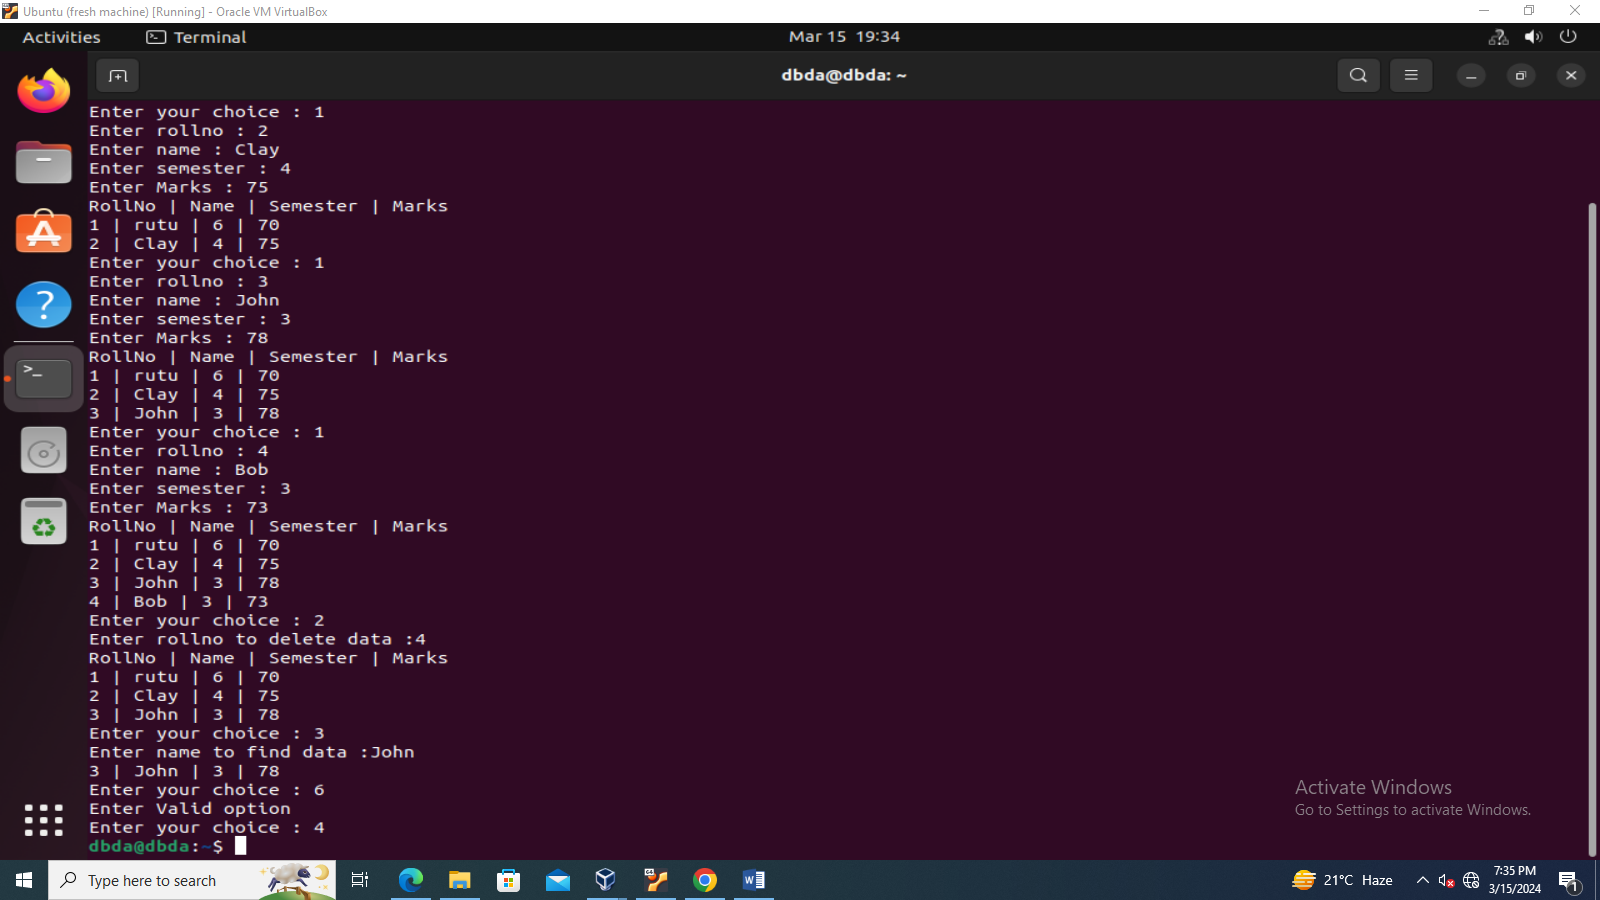 Ubuntu (fresh machine) [Running] - Oracle VM VirtualBox
Activities Terminal Mar 15 19:34
dbda@dbda: ~
Enter your choice : 1
Enter rollno : 2
Enter name : Clay
Enter semester : 4
Enter Marks : 75
RollNo | Name | Semester | Marks
1 | rutu | 6 | 70
2 | Clay | 4 | 75
Enter your choice : 1
Enter rollno : 3
Enter name : John
Enter semester : 3
Enter Marks : 78
RollNo | Name | Semester | Marks
1 | rutu | 6 | 70
2 | Clay | 4 | 75
3 | John | 3 | 78
Enter your choice : 1
Enter rollno : 4
Enter name : Bob
Enter semester : 3
Enter Marks : 73
RollNo | Name | Semester | Marks
1 | rutu | 6 | 70
2 | Clay | 4 | 75
3 | John | 3 | 78
4 | Bob | 3 | 73
Enter your choice : 2
Enter rollno to delete data :4
RollNo | Name | Semester | Marks
1 | rutu | 6 | 70
2 | Clay | 4 | 75
3 | John | 3 | 78
Enter your choice : 3
Enter name to find data :John
3 | John | 3 | 78
Enter your choice : 6
Enter Valid option
Enter your choice : 4
dbda@dbda:~$
Activate Windows
Go to Settings to activate Windows.
Type here to search
21°C Haze
7:35 PM
3/15/2024
1